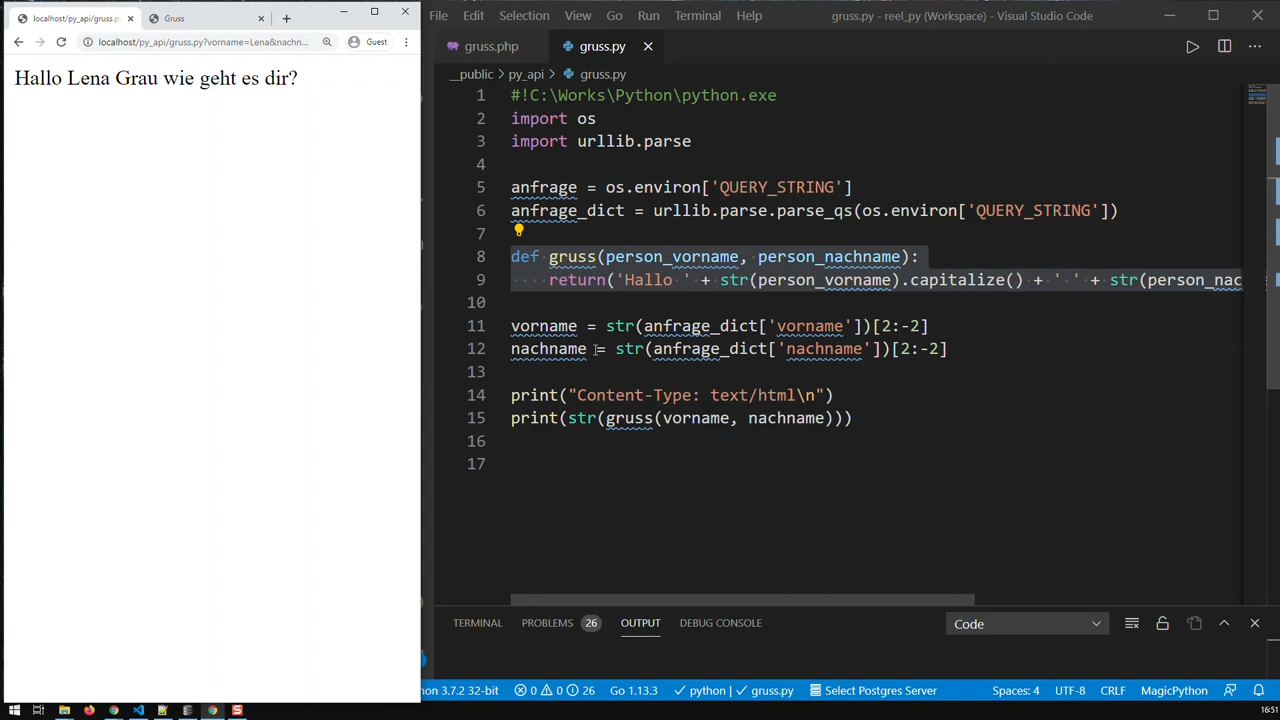 localhost/py_api/gruss.py
Gruss
localhost/py_api/gruss.py?vorname=Lena&nachn...
Guest
Hallo Lena Grau wie geht es dir?
File Edit Selection View Go Run Terminal Help
gruss.py - reel_py (Workspace) - Visual Studio Code
gruss.php
gruss.py
__public > py_api > gruss.py
1 #!C:\Works\Python\python.exe
2 import os
3 import urllib.parse
4
5 anfrage = os.environ['QUERY_STRING']
6 anfrage_dict = urllib.parse.parse_qs(os.environ['QUERY_STRING'])
7
8 def gruss(person_vorname, person_nachname):
9 ····return('Hallo·' + str(person_vorname).capitalize() + '·' + str(person_nac
10
11 vorname = str(anfrage_dict['vorname'])[2:-2]
12 nachname = str(anfrage_dict['nachname'])[2:-2]
13
14 print("Content-Type: text/html\n")
15 print(str(gruss(vorname, nachname)))
16
17
TERMINAL PROBLEMS 26 OUTPUT DEBUG CONSOLE
Code
hon 3.7.2 32-bit 0 0 26 Go 1.13.3 python | gruss.py Select Postgres Server
Spaces: 4 UTF-8 CRLF MagicPython
16:51